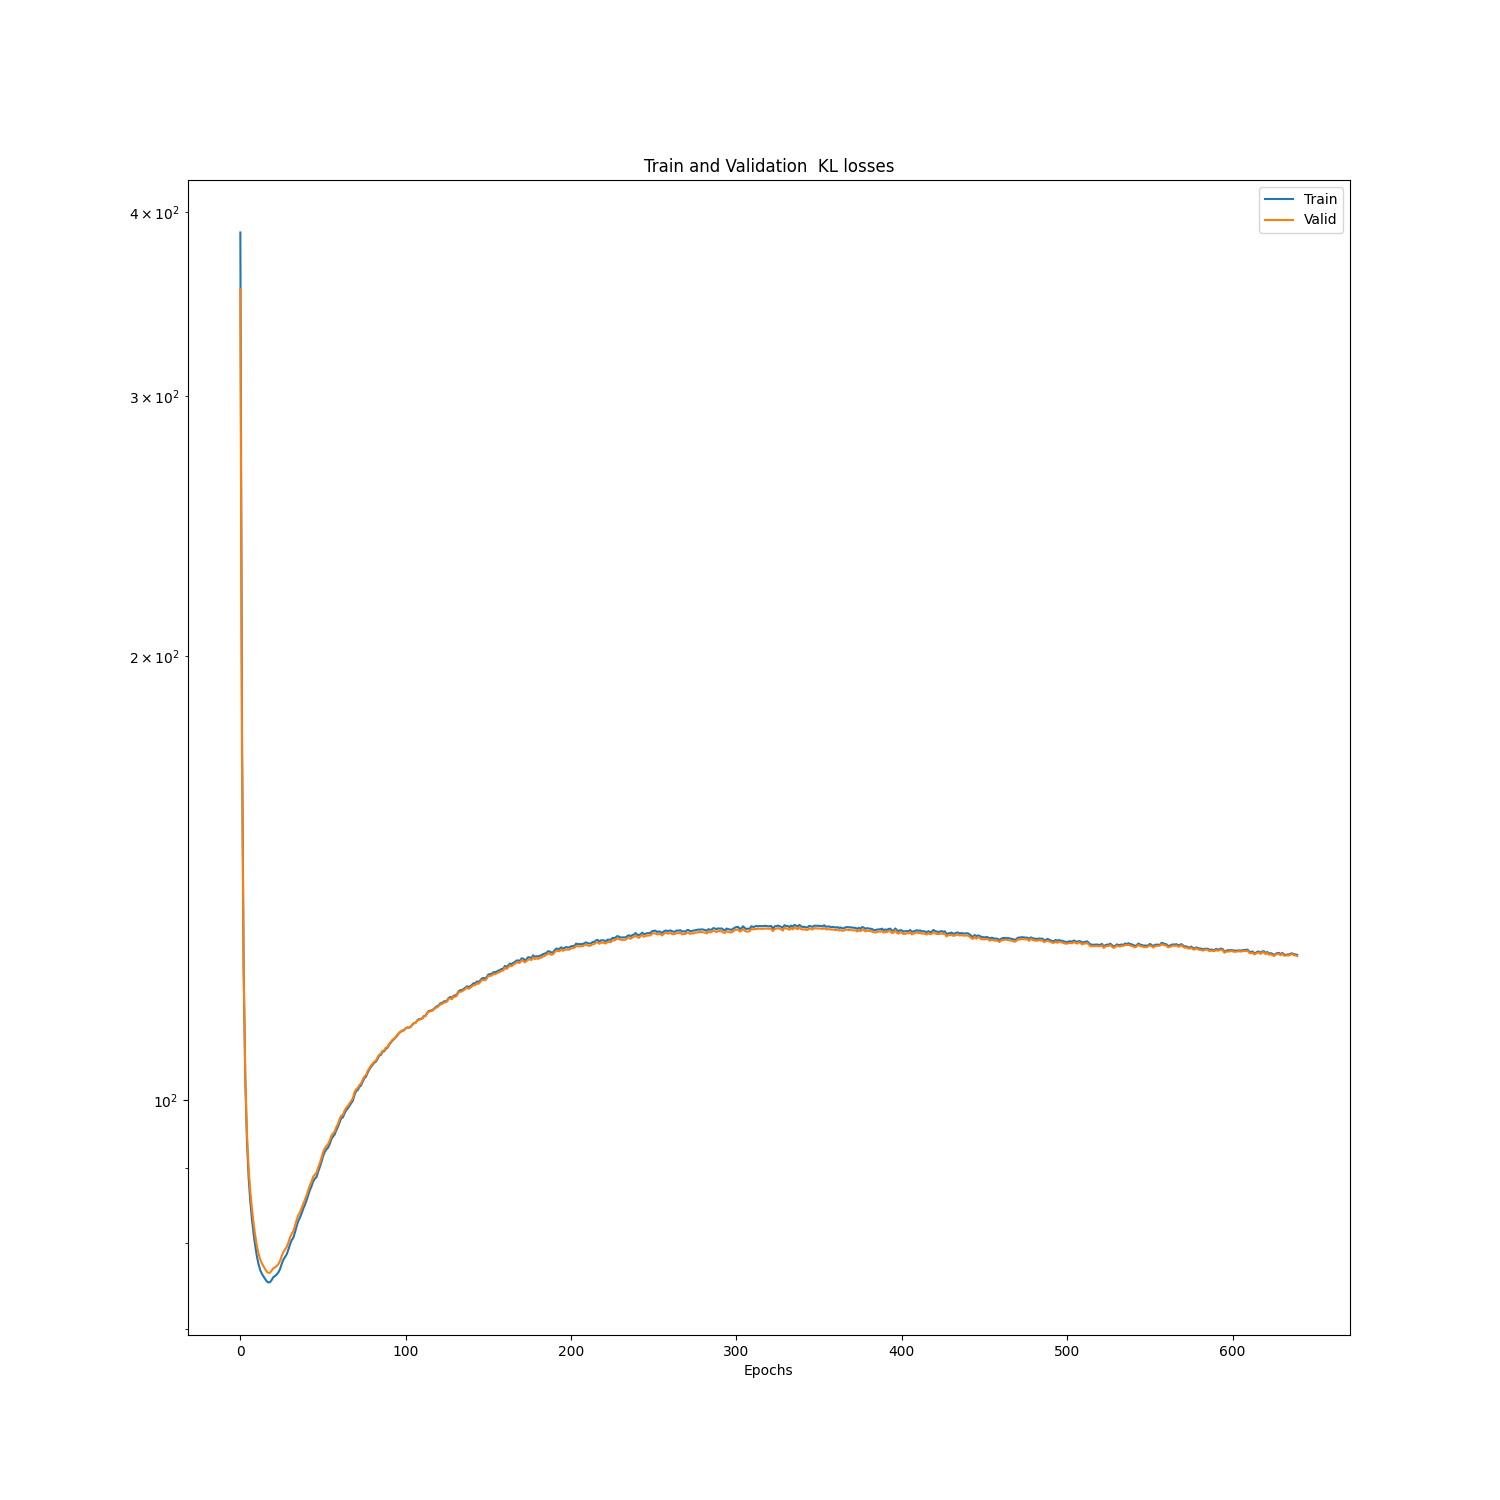 Train and Validation  KL losses
Train
Valid
4 × 10²
3 × 10²
2 × 10²
10²
0 100 200 300 400 500 600
Epochs